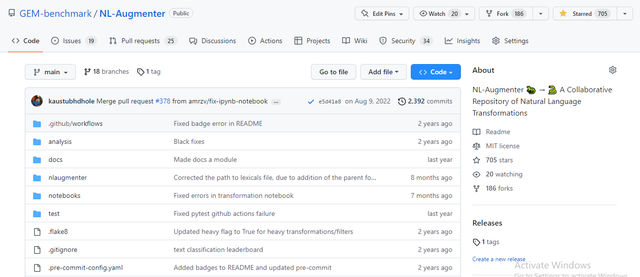 GEM-benchmark / NL-Augmenter Public
Edit Pins Watch 20 Fork 186 Starred 705
Code Issues 19 Pull requests 25 Discussions Actions Projects Wiki Security 34 Insights Settings
main 18 branches 1 tag Go to file Add file Code
About
kaustubhdhole Merge pull request #378 from amrzv/fix-ipynb-notebook ... e5d41a8 on Aug 9, 2022 2,392 commits
NL-Augmenter 🦎 → 🐍 A Collaborative
Repository of Natural Language
Transformations
.github/workflows Fixed badge error in README 2 years ago
analysis Black fixes 2 years ago
docs Made docs a module last year
nlaugmenter Corrected the path to lexicals file, due to addition of the parent fo... 8 months ago
notebooks Fixed errors in transformation notebook 7 months ago
test Fixed pytest github actions failure last year
.flake8 Updated heavy flag to True for heavy transformations/filters 2 years ago
.gitignore text classification leaderboard 2 years ago
.pre-commit-config.yaml Added badges to README and updated pre-commit 2 years ago
Readme
MIT license
705 stars
20 watching
186 forks
Releases
1 tags
Create a new release
Activate Windows
Go to Settings to activate Windows